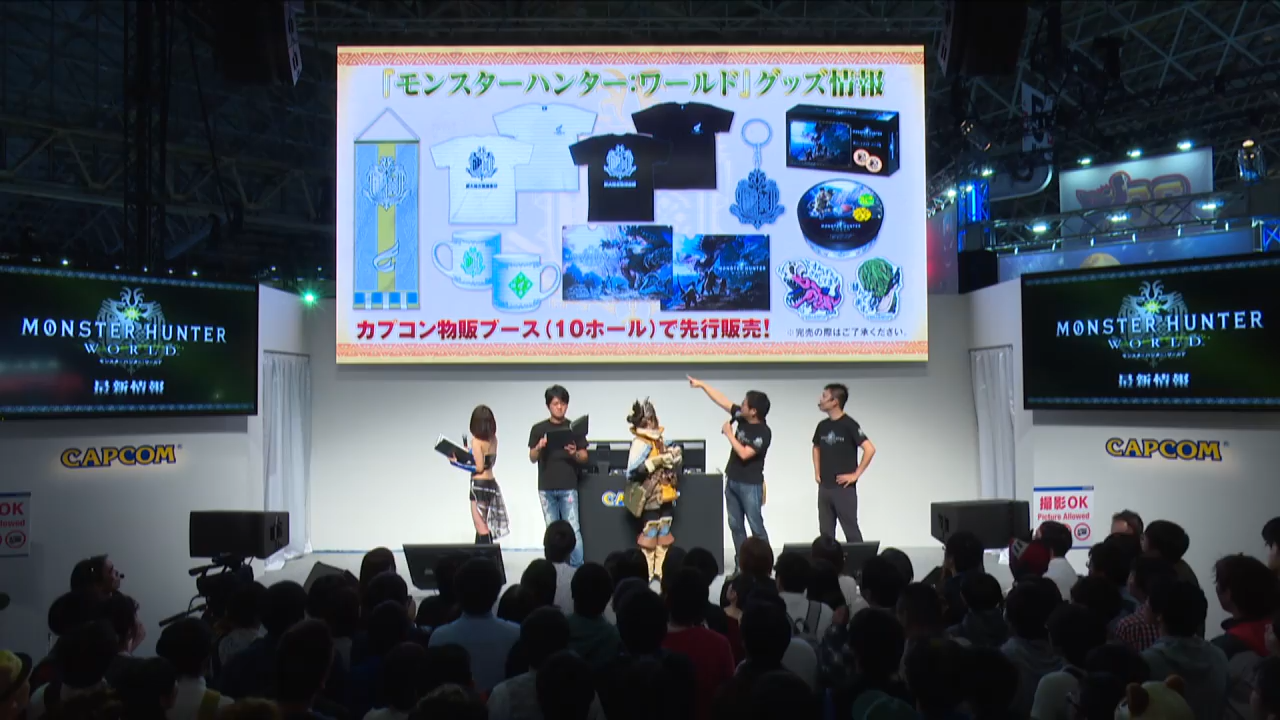 『モンスターハンター:ワールド』グッズ情報
MONSTER HUNTER
カプコン物販ブース(10ホール)で先行販売!
※完売の際はご了承ください。
MONSTER HUNTER
WORLD
モンスターハンター:ワールド
最新情報
MONSTER HUNTER
WORLD
モンスターハンター:ワールド
最新情報
CAPCOM
CAPCOM
OK
撮影OK
Picture Allowed
CA